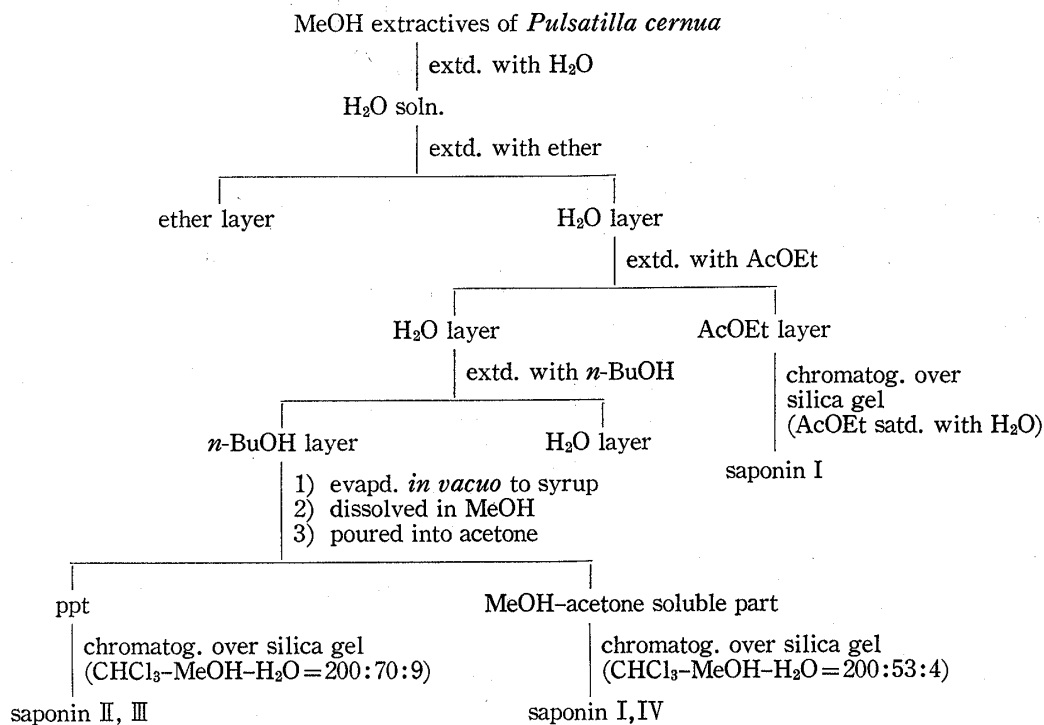 MeOH extractives of Pulsatilla cernua
extd. with H₂O
H₂O soln.
extd. with ether
ether layer
H₂O layer
extd. with AcOEt
H₂O layer
AcOEt layer
extd. with n-BuOH
chromatog. over
silica gel
(AcOEt satd. with H₂O)
n-BuOH layer
H₂O layer
saponin I
1) evapd. in vacuo to syrup
2) dissolved in MeOH
3) poured into acetone
ppt
MeOH–acetone soluble part
chromatog. over silica gel
(CHCl₃–MeOH–H₂O=200:70:9)
chromatog. over silica gel
(CHCl₃–MeOH–H₂O=200:53:4)
saponin II, III
saponin I,IV